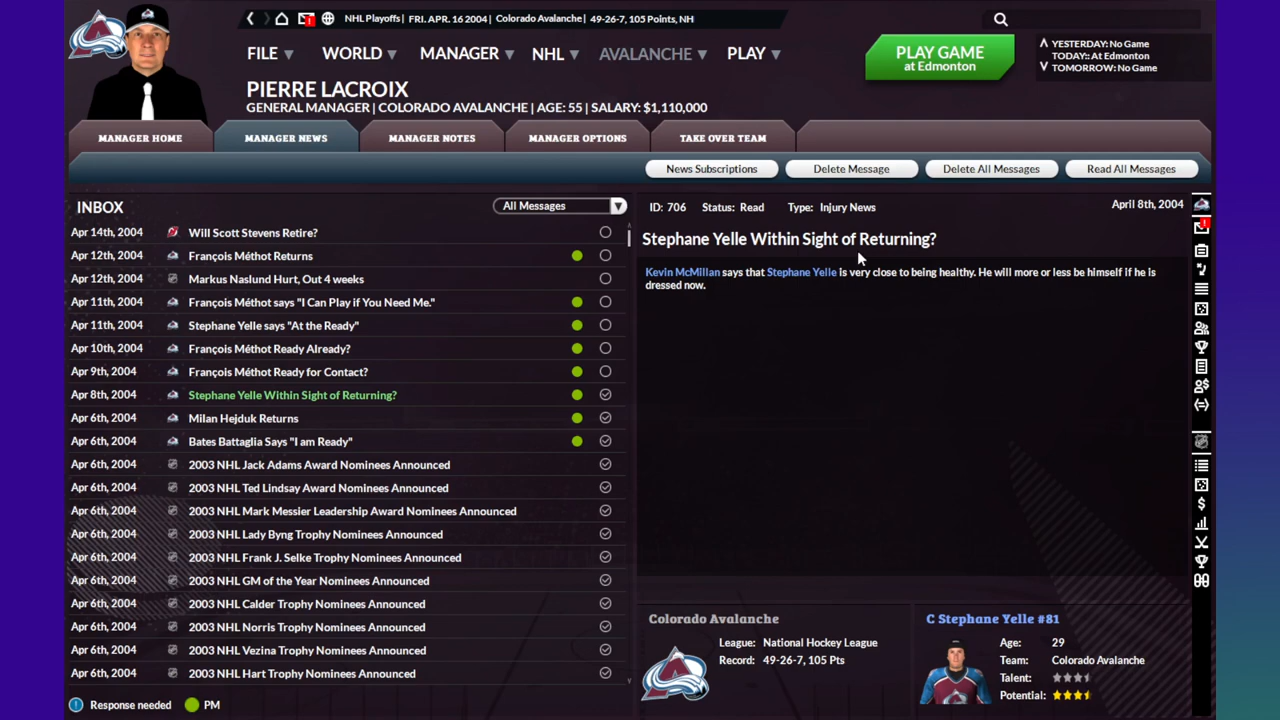 NHL Playoffs| FRI. APR. 16 2004 | Colorado Avalanche| 49-26-7, 105 Points, NH
FILE WORLD MANAGER NHL AVALANCHE PLAY
PLAY GAME
at Edmonton
YESTERDAY: No Game
TODAY:: At Edmonton
TOMORROW: No Game
PIERRE LACROIX
GENERAL MANAGER | COLORADO AVALANCHE | AGE: 55 | SALARY: $1,110,000
MANAGER HOME MANAGER NEWS MANAGER NOTES MANAGER OPTIONS TAKE OVER TEAM
News Subscriptions Delete Message Delete All Messages Read All Messages
INBOX All Messages
Apr 14th, 2004 Will Scott Stevens Retire?
Apr 12th, 2004 François Méthot Returns
Apr 12th, 2004 Markus Naslund Hurt, Out 4 weeks
Apr 11th, 2004 François Méthot says "I Can Play if You Need Me."
Apr 11th, 2004 Stephane Yelle says "At the Ready"
Apr 10th, 2004 François Méthot Ready Already?
Apr 9th, 2004 François Méthot Ready for Contact?
Apr 8th, 2004 Stephane Yelle Within Sight of Returning?
Apr 6th, 2004 Milan Hejduk Returns
Apr 6th, 2004 Bates Battaglia Says "I am Ready"
Apr 6th, 2004 2003 NHL Jack Adams Award Nominees Announced
Apr 6th, 2004 2003 NHL Ted Lindsay Award Nominees Announced
Apr 6th, 2004 2003 NHL Mark Messier Leadership Award Nominees Announced
Apr 6th, 2004 2003 NHL Lady Byng Trophy Nominees Announced
Apr 6th, 2004 2003 NHL Frank J. Selke Trophy Nominees Announced
Apr 6th, 2004 2003 NHL GM of the Year Nominees Announced
Apr 6th, 2004 2003 NHL Calder Trophy Nominees Announced
Apr 6th, 2004 2003 NHL Norris Trophy Nominees Announced
Apr 6th, 2004 2003 NHL Vezina Trophy Nominees Announced
Apr 6th, 2004 2003 NHL Hart Trophy Nominees Announced
Response needed PM
ID: 706 Status: Read Type: Injury News April 8th, 2004
Stephane Yelle Within Sight of Returning?
Kevin McMillan says that Stephane Yelle is very close to being healthy. He will more or less be himself if he is
dressed now.
Colorado Avalanche
League: National Hockey League
Record: 49-26-7, 105 Pts
C Stephane Yelle #81
Age: 29
Team: Colorado Avalanche
Talent:
Potential: